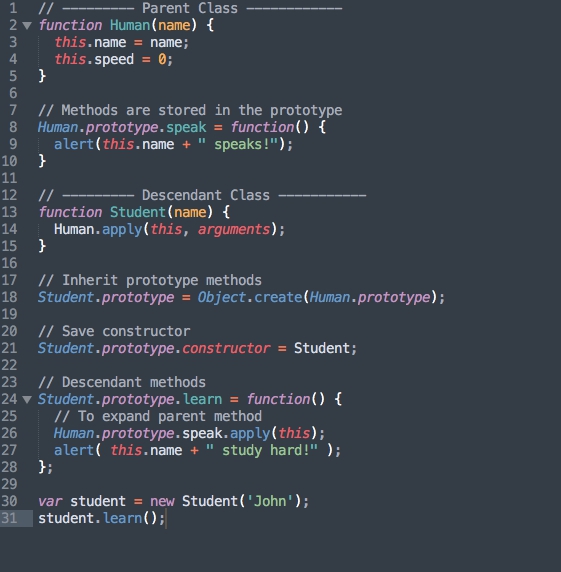 1 // --------- Parent Class ------------
2 function Human(name) {
3 this.name = name;
4 this.speed = 0;
5 }
6
7 // Methods are stored in the prototype
8 Human.prototype.speak = function() {
9 alert(this.name + " speaks!");
10 }
11
12 // --------- Descendant Class -----------
13 function Student(name) {
14 Human.apply(this, arguments);
15 }
16
17 // Inherit prototype methods
18 Student.prototype = Object.create(Human.prototype);
19
20 // Save constructor
21 Student.prototype.constructor = Student;
22
23 // Descendant methods
24 Student.prototype.learn = function() {
25 // To expand parent method
26 Human.prototype.speak.apply(this);
27 alert( this.name + " study hard!" );
28 };
29
30 var student = new Student('John');
31 student.learn();